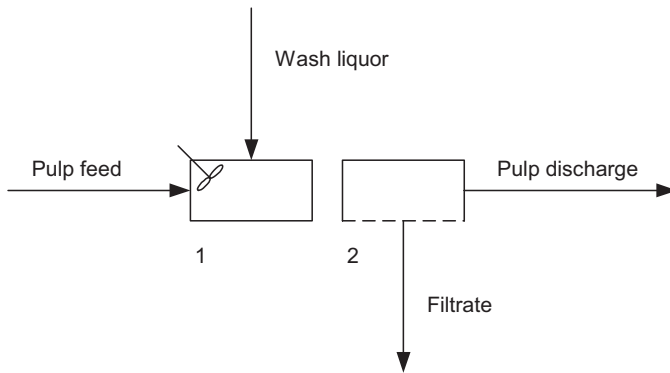 Wash liquor
Pulp feed
Pulp discharge
1
2
Filtrate